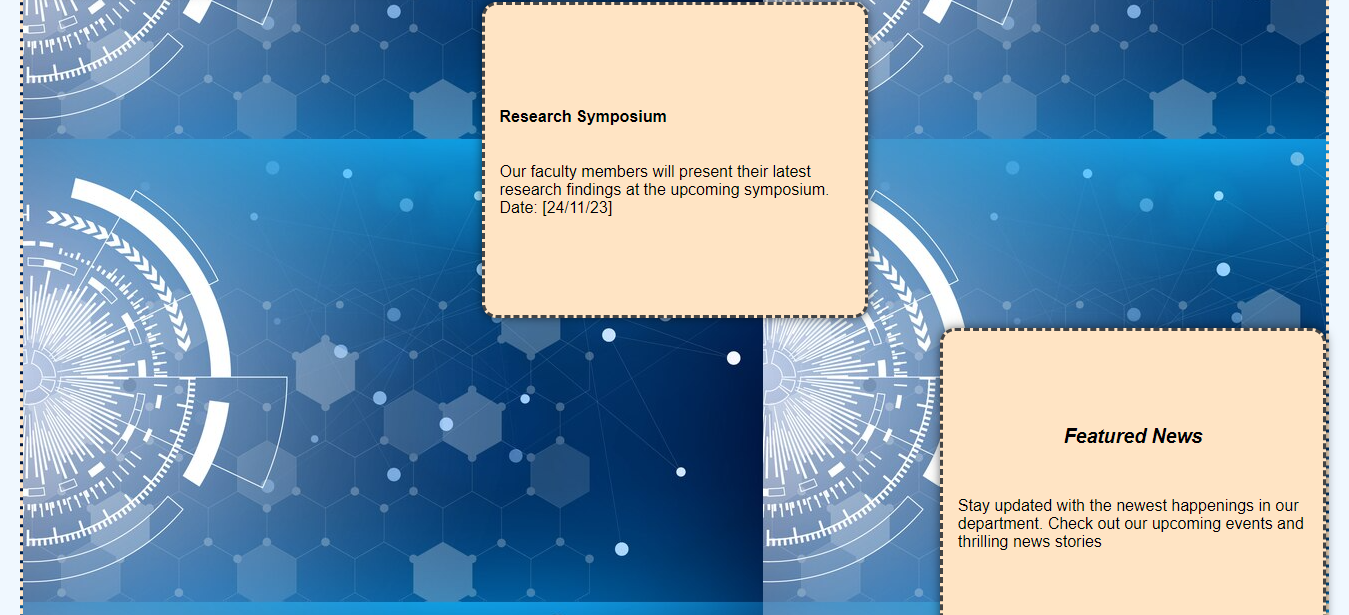 Research Symposium
Our faculty members will present their latest
research findings at the upcoming symposium.
Date: [24/11/23]
Featured News
Stay updated with the newest happenings in our
department. Check out our upcoming events and
thrilling news stories